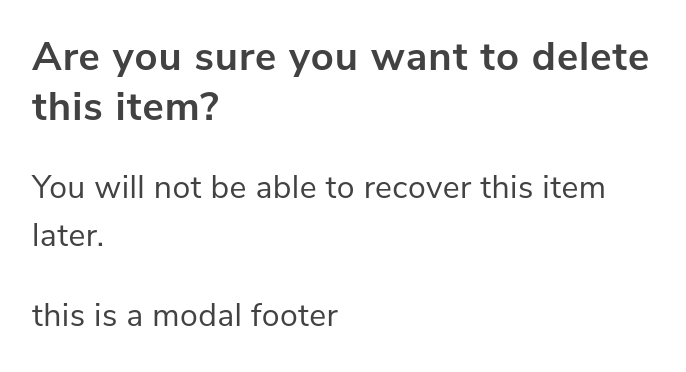 Are you sure you want to delete
this item?
You will not be able to recover this item
later.
this is a modal footer